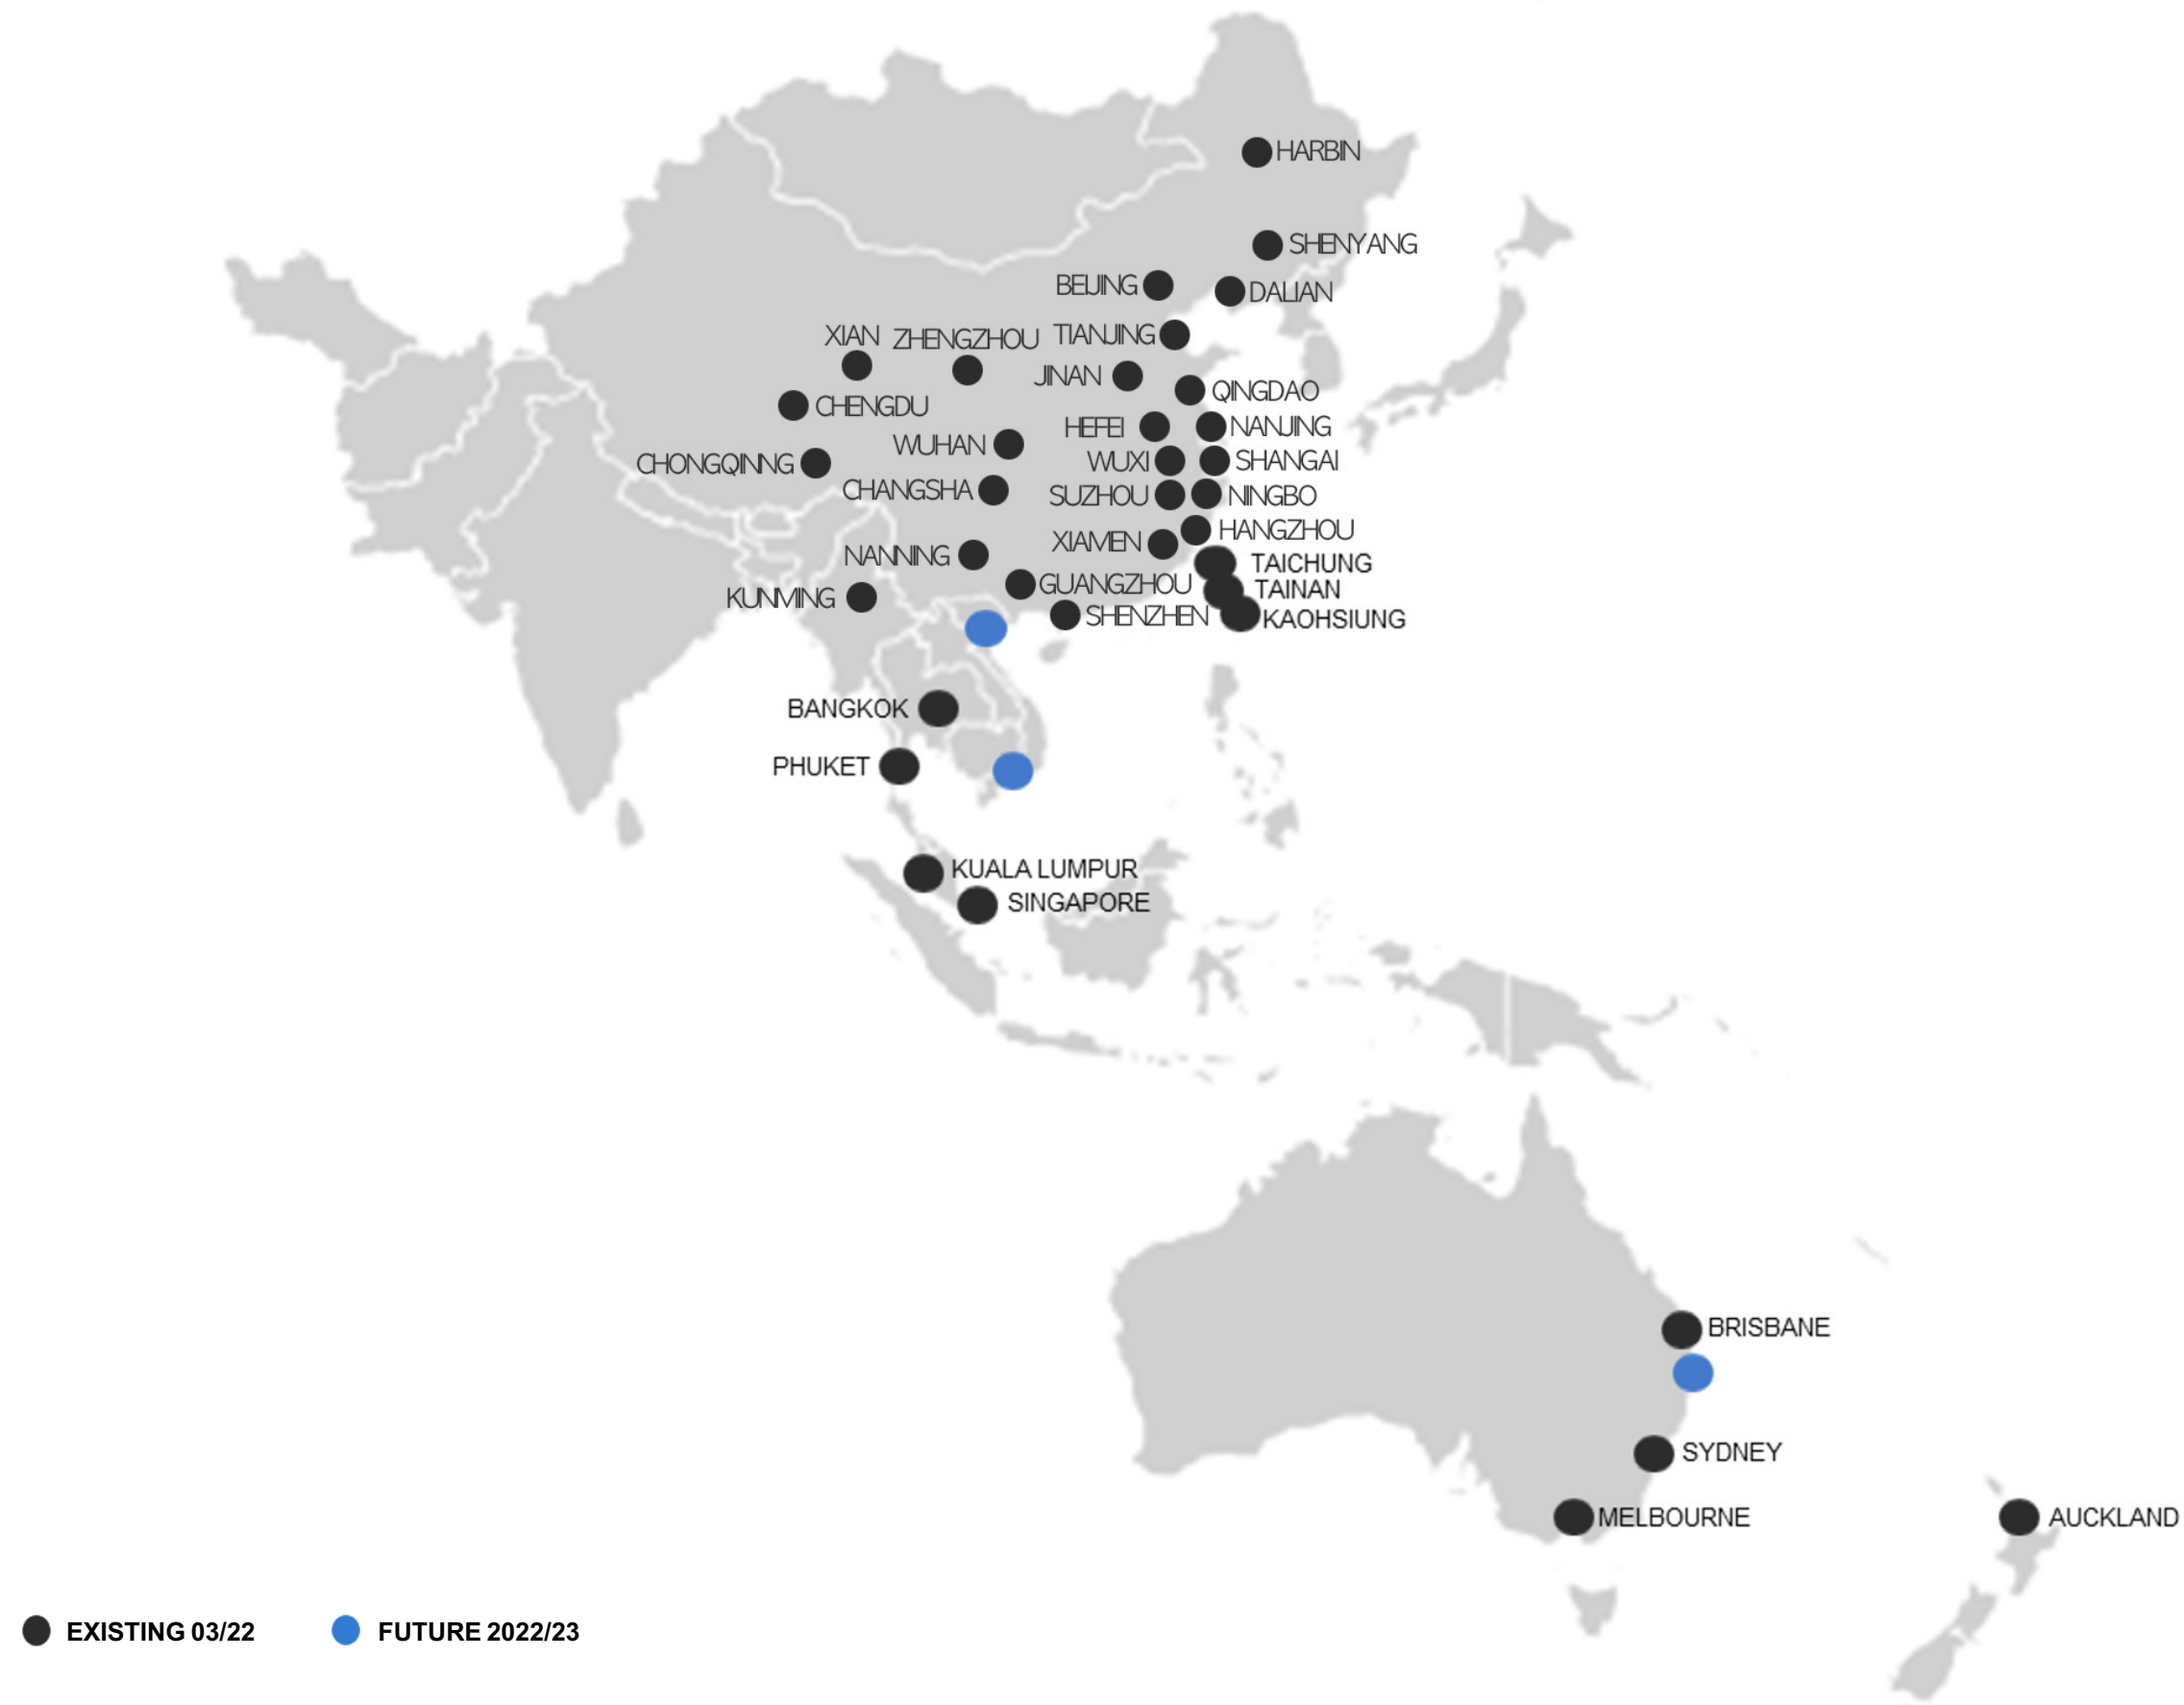 HARBIN
SHENYANG
BEIJING
DALIAN
XIAN
ZHENGZHOU
TIANJING
JINAN
QINGDAO
CHENGDU
HEFEI
NANJING
WUHAN
CHONGQINNG
WUXI
SHANGAI
CHANGSHA
SUZHOU
NINGBO
HANGZHOU
XIAMEN
NANNING
TAICHUNG
GUANGZHOU
TAINAN
KUNMING
SHENZHEN
KAOHSIUNG
BANGKOK
PHUKET
KUALA LUMPUR
SINGAPORE
BRISBANE
SYDNEY
MELBOURNE
AUCKLAND
EXISTING 03/22
FUTURE 2022/23